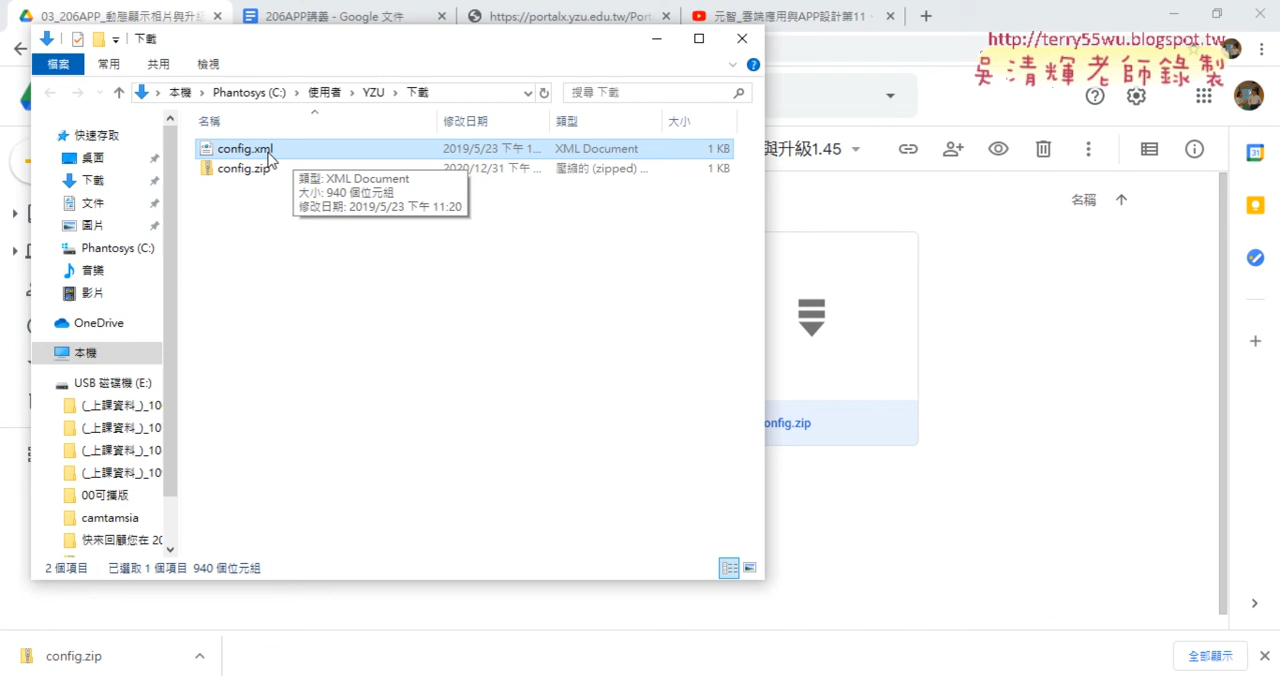 03_206APP_動態顯示相片與升級
206APP講義 - Google 文件
https://portalx.yzu.edu.tw/Porta
元智_雲端應用與APP設計第11
http://terry55wu.blogspot.tw
吳清輝老師錄製
下載
檔案
常用
共用
檢視
本機 > Phantosys (C:) > 使用者 > YZU > 下載
搜尋 下載
名稱
修改日期
類型
大小
config.xml
2019/5/23 下午 1...
XML Document
1 KB
config.zip
2020/12/31 下午 ...
壓縮的 (zipped) ...
1 KB
類型: XML Document
大小: 940 個位元組
修改日期: 2019/5/23 下午 11:20
快速存取
桌面
下載
文件
圖片
Phantosys (C:)
音樂
影片
OneDrive
本機
USB 磁碟機 (E:)
(_上課資料_)_10
(_上課資料_)_10
(_上課資料_)_10
(_上課資料_)_10
00可攜版
camtamsia
快來回顧您在 20
2 個項目
已選取 1 個項目 940 個位元組
與升級1.45
名稱
onfig.zip
31
config.zip
全部顯示